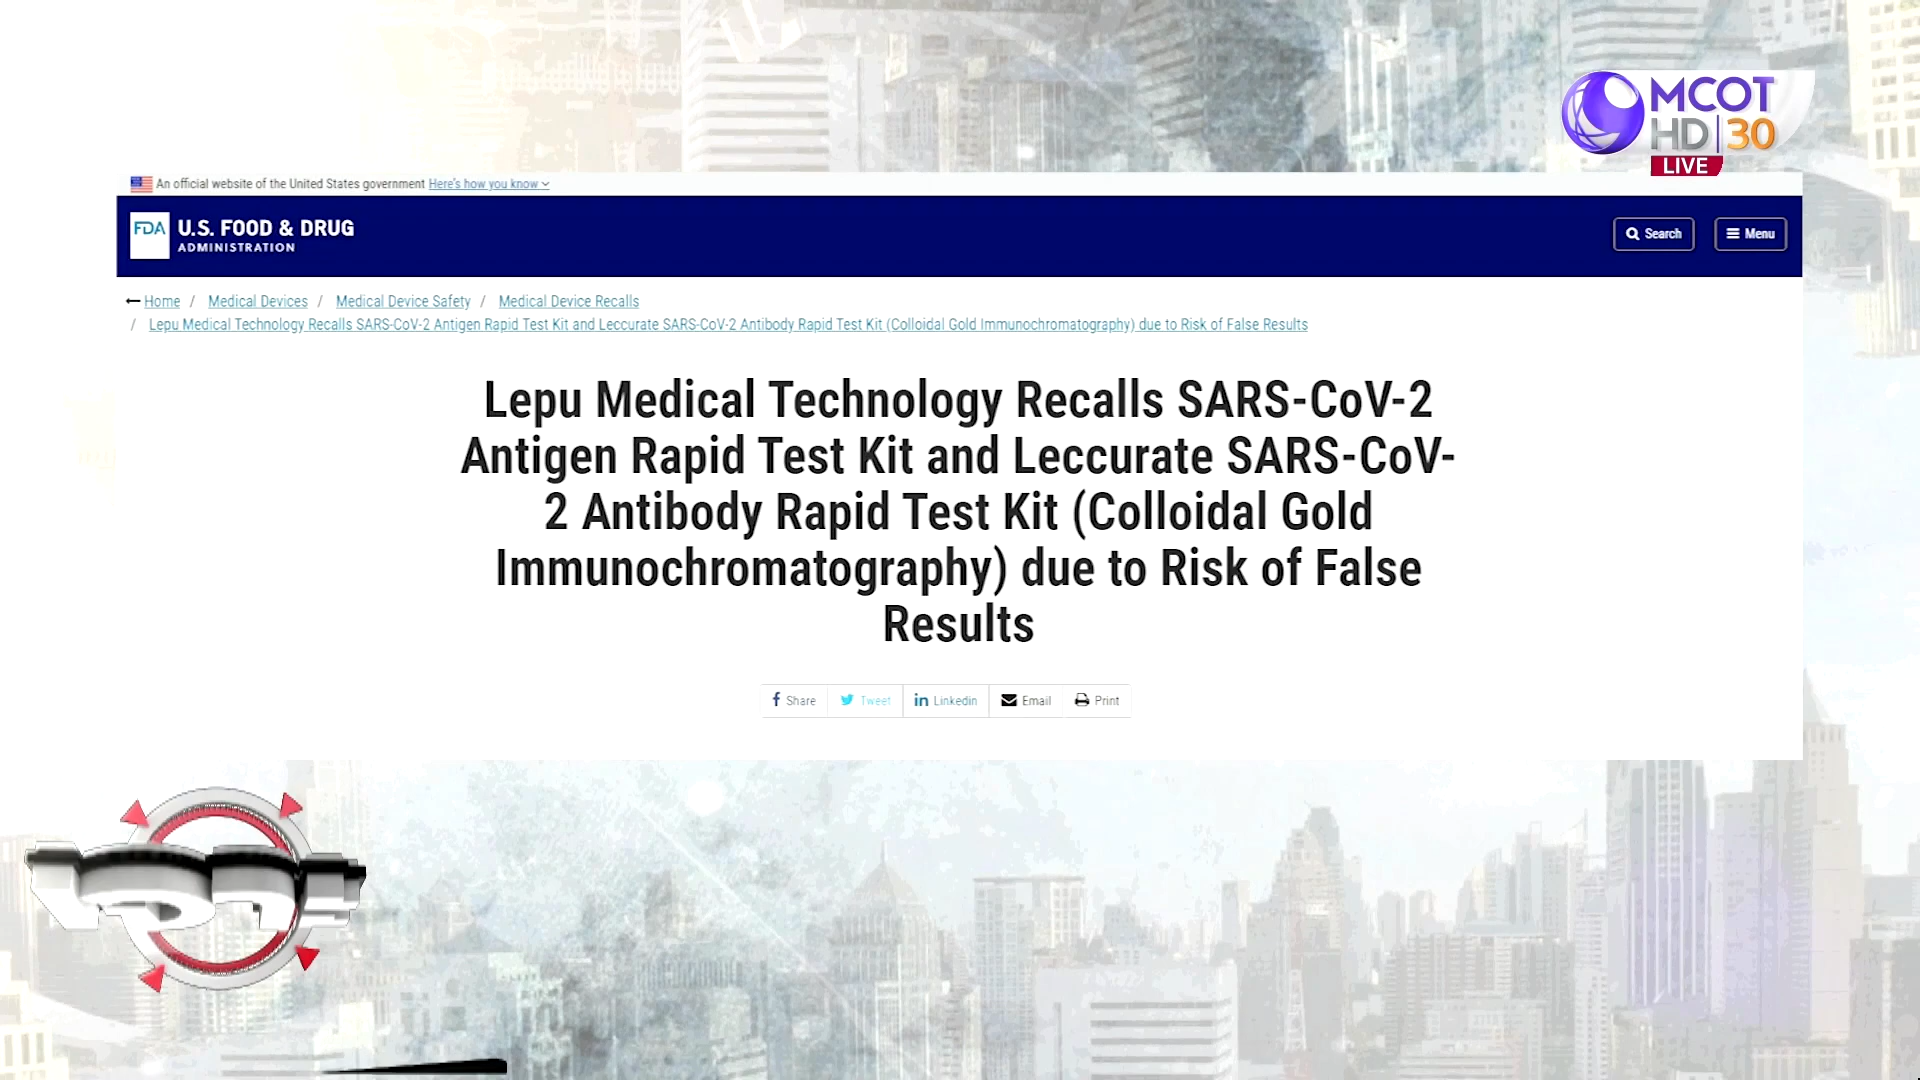 MCOT
HD 30
LIVE
An official website of the United States government Here's how you know
FDA U.S. FOOD & DRUG
ADMINISTRATION
Search
Menu
Home / Medical Devices / Medical Device Safety / Medical Device Recalls
/ Lepu Medical Technology Recalls SARS-CoV-2 Antigen Rapid Test Kit and Leccurate SARS-CoV-2 Antibody Rapid Test Kit (Colloidal Gold Immunochromatography) due to Risk of False Results
Lepu Medical Technology Recalls SARS-CoV-2
Antigen Rapid Test Kit and Leccurate SARS-CoV-
2 Antibody Rapid Test Kit (Colloidal Gold
Immunochromatography) due to Risk of False
Results
Share Tweet Linkedin Email Print